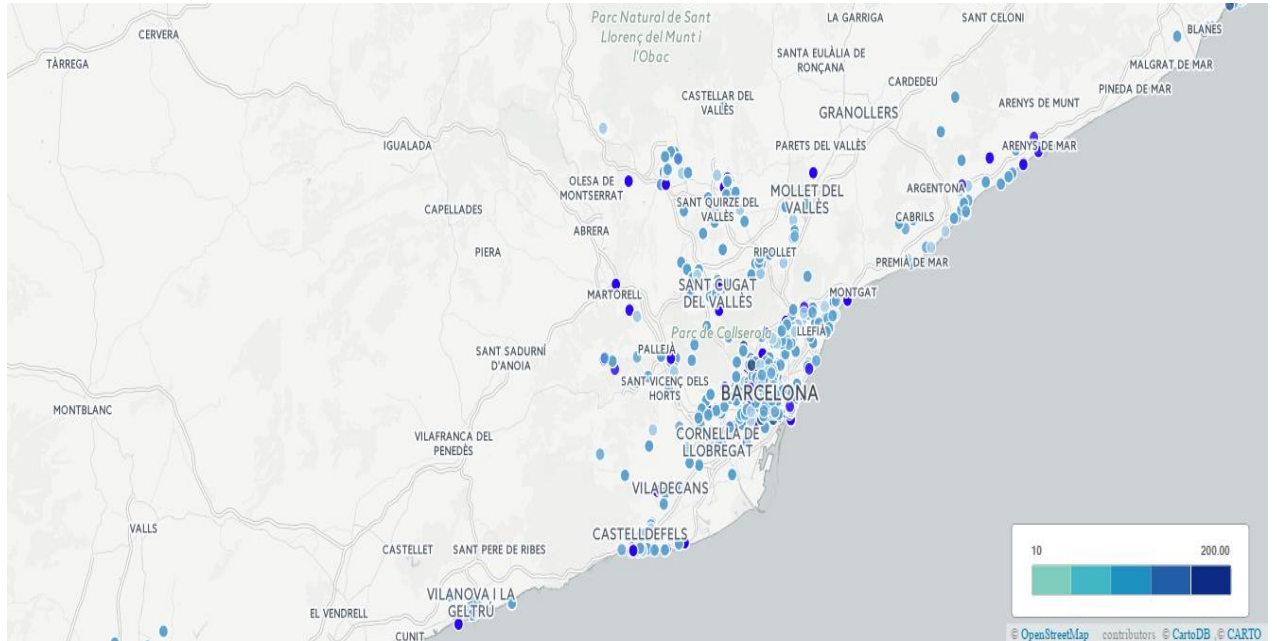 Parc Natural de Sant
Llorenç del Munt i
l'Obac
LA GARRIGA
SANT CELONI
BLANES
CERVERA
TÀRREGA
SANTA EULÀLIA DE
RONÇANA
MALGRAT DE MAR
CARDEDEU
PINEDA DE MAR
CASTELLAR DEL
VALLÈS
ARENYS DE MUNT
GRANOLLERS
IGUALADA
PARETS DEL VALLÈS
ARENYS DE MAR
OLESA DE
MONTSERRAT
MOLLET DEL
VALLÈS
ARGENTONA
CAPELLADES
SANT QUIRZE DEL
VALLÈS
CABRILS
ABRERA
PIERA
RIPOLLET
PREMIÀ DE MAR
MARTORELL
SANT CUGAT
DEL VALLÈS
MONTGAT
Parc de Collserola
LLEFIÀ
SANT SADURNÍ
D'ANOIA
PALLEJÀ
SANT VICENÇ DELS
HORTS
BARCELONA
MONTBLANC
VILAFRANCA DEL
PENEDÈS
CORNELLÀ DE
LLOBREGAT
VILADECANS
VALLS
CASTELLDEFELS
CASTELLET
SANT PERE DE RIBES
10
200.00
VILANOVA I LA
GELTRÚ
EL VENDRELL
CUNIT
© OpenStreetMap contributors © CartoDB , © CARTO